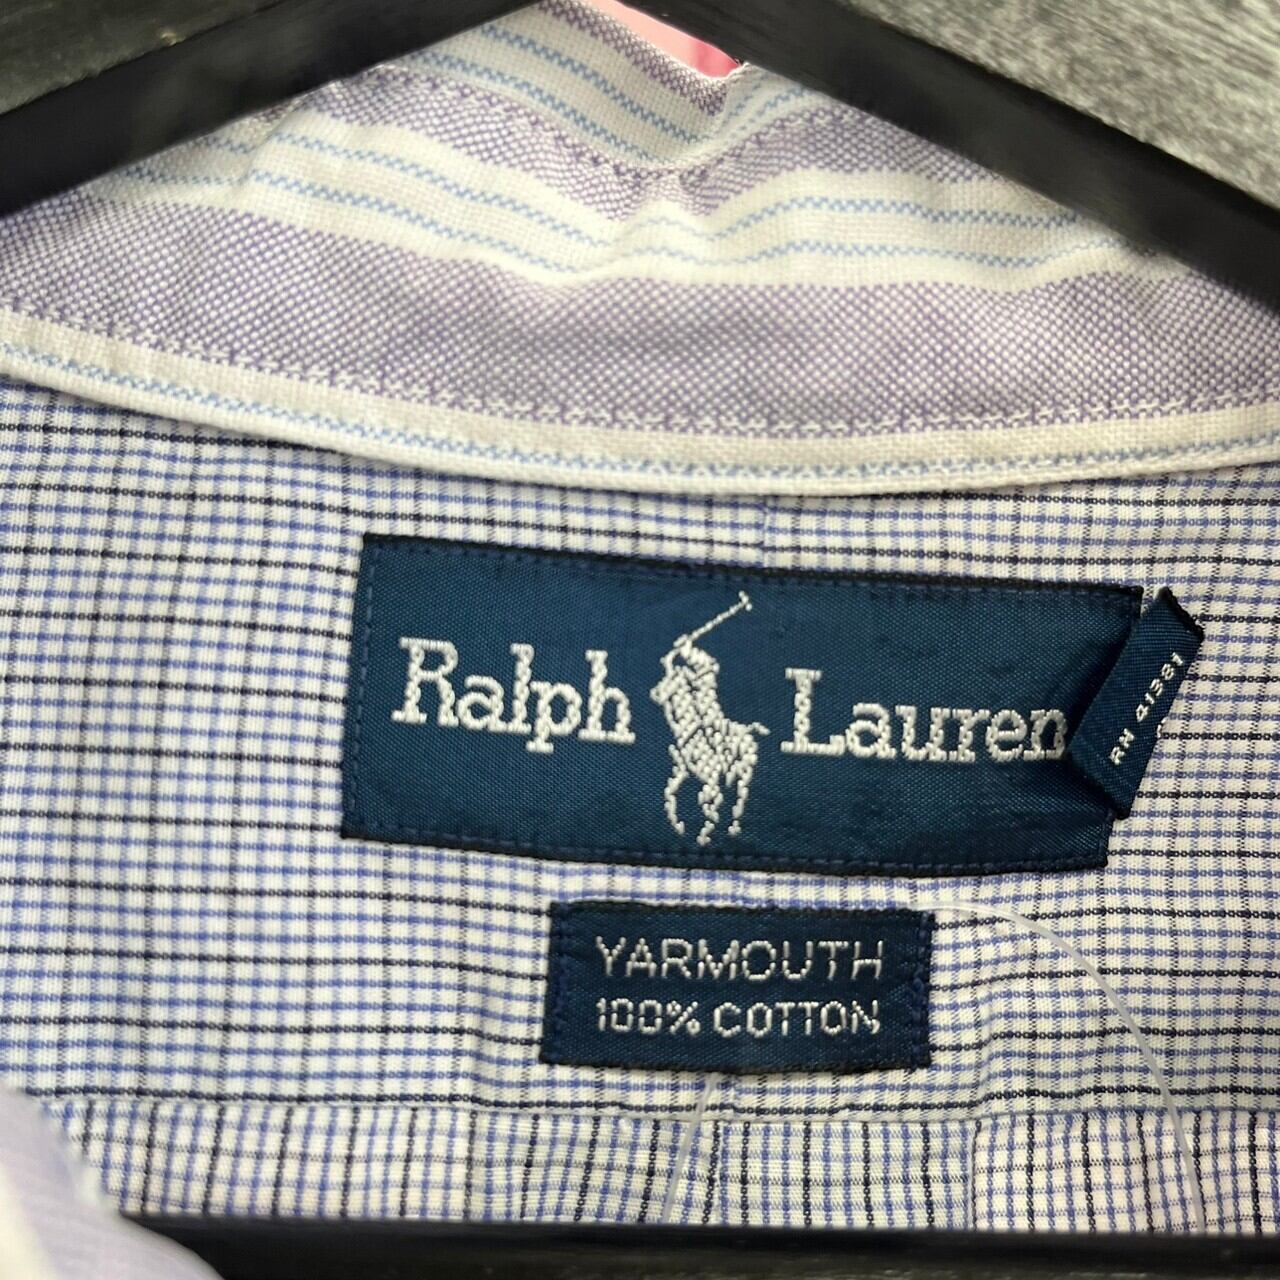 Ralph Lauren
RN 41381
YARMOUTH
100% COTTON